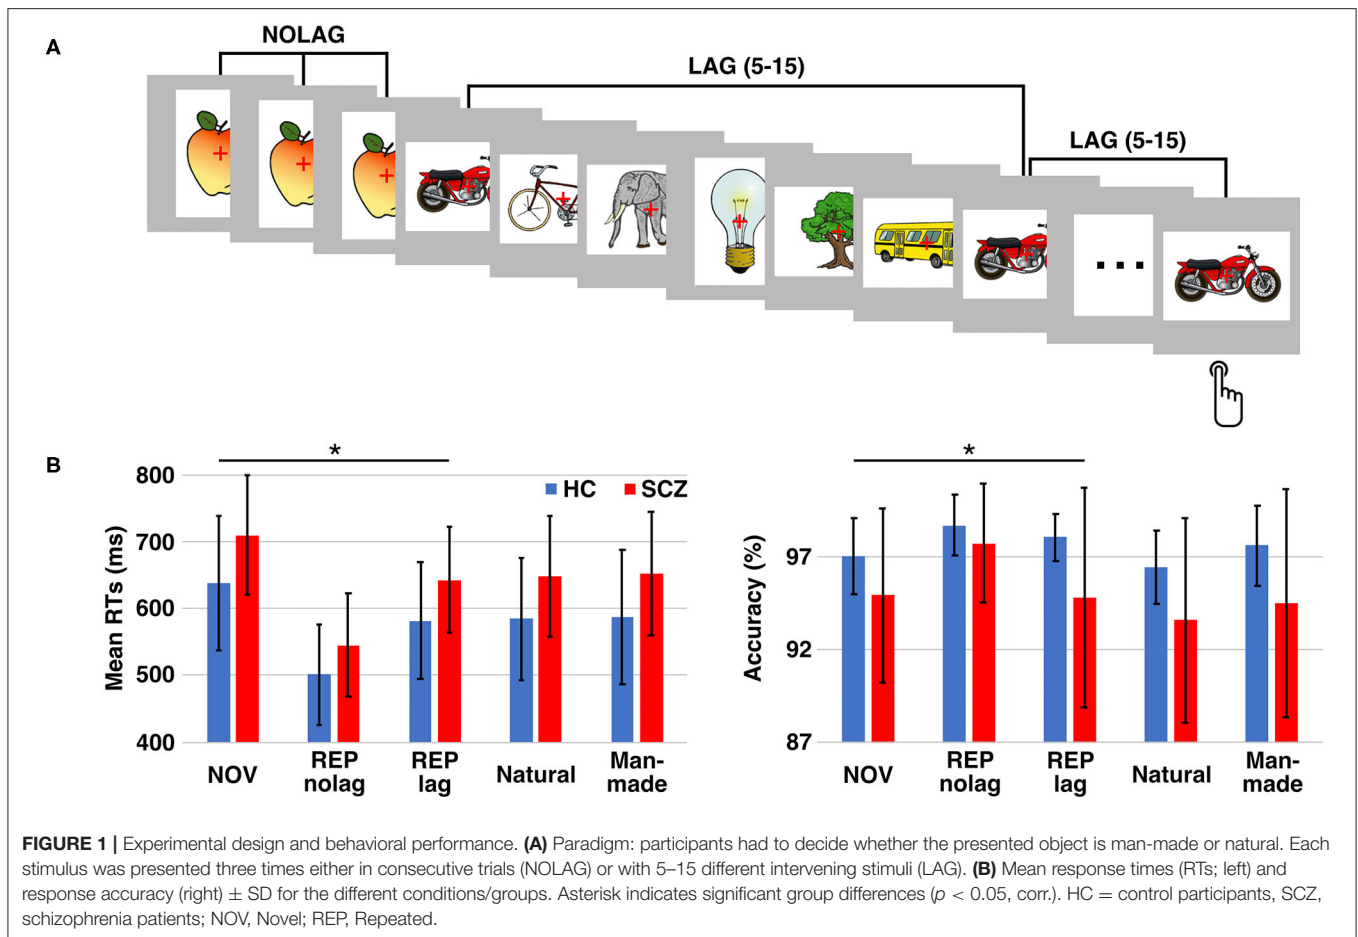 A
NOLAG
LAG (5-15)
LAG (5-15)
...
B
*
800
700
600
500
400
Mean RTs (ms)
HC
SCZ
NOV
REP
nolag
REP
lag
Natural
Man-
made
*
97
92
87
Accuracy (%)
NOV
REP
nolag
REP
lag
Natural
Man-
made
FIGURE 1 | Experimental design and behavioral performance. (A) Paradigm: participants had to decide whether the presented object is man-made or natural. Each
stimulus was presented three times either in consecutive trials (NOLAG) or with 5–15 different intervening stimuli (LAG). (B) Mean response times (RTs; left) and
response accuracy (right) ± SD for the different conditions/groups. Asterisk indicates significant group differences (p < 0.05, corr.). HC = control participants, SCZ,
schizophrenia patients; NOV, Novel; REP, Repeated.